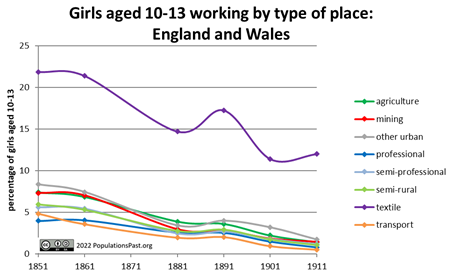 Girls aged 10-13 working by type of place:
England and Wales
percentage of girls aged 10-13
25
20
15
10
5
0
1851 1861 1871 1881 1891 1901 1911
2022 PopulationsPast.org
agriculture
mining
other urban
professional
semi-professional
semi-rural
textile
transport